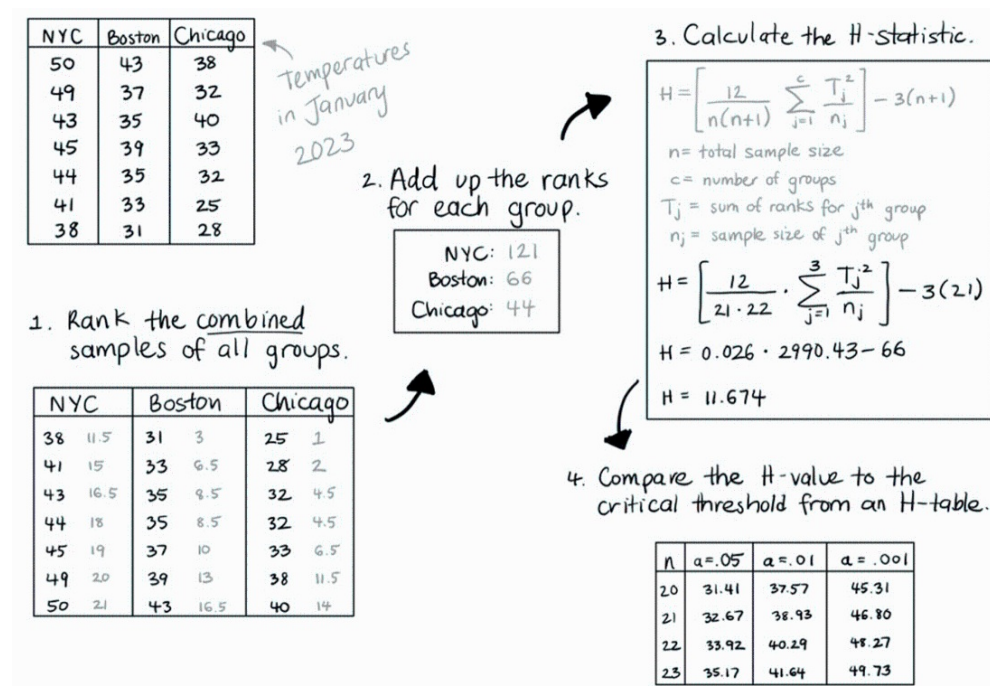 NYC Boston Chicago
50 43 38
49 37 32
43 35 40
45 39 33
44 35 32
41 33 25
38 31 28
Temperatures
in January
2023
1. Rank the combined
samples of all groups.
NYC Boston Chicago
38 11.5 31 3 25 1
41 15 33 6.5 28 2
43 16.5 35 8.5 32 4.5
44 18 35 8.5 32 4.5
45 19 37 10 33 6.5
49 20 39 13 38 11.5
50 21 43 16.5 40 14
2. Add up the ranks
for each group.
NYC: 121
Boston: 66
Chicago: 44
3. Calculate the H-statistic.
H = [12/n(n+1) Σ_{j=1}^{c} T_j²/n_j] − 3(n+1)
n = total sample size
c = number of groups
Tj = sum of ranks for jth group
nj = sample size of jth group
H = [12/21·22 · Σ_{j=1}^{3} T_j²/n_j] − 3(21)
H = 0.026 · 2990.43 − 66
H = 11.674
4. Compare the H-value to the
critical threshold from an H-table.
n a=.05 a=.01 a=.001
20 31.41 37.57 45.31
21 32.67 38.93 46.80
22 33.92 40.29 48.27
23 35.17 41.64 49.73